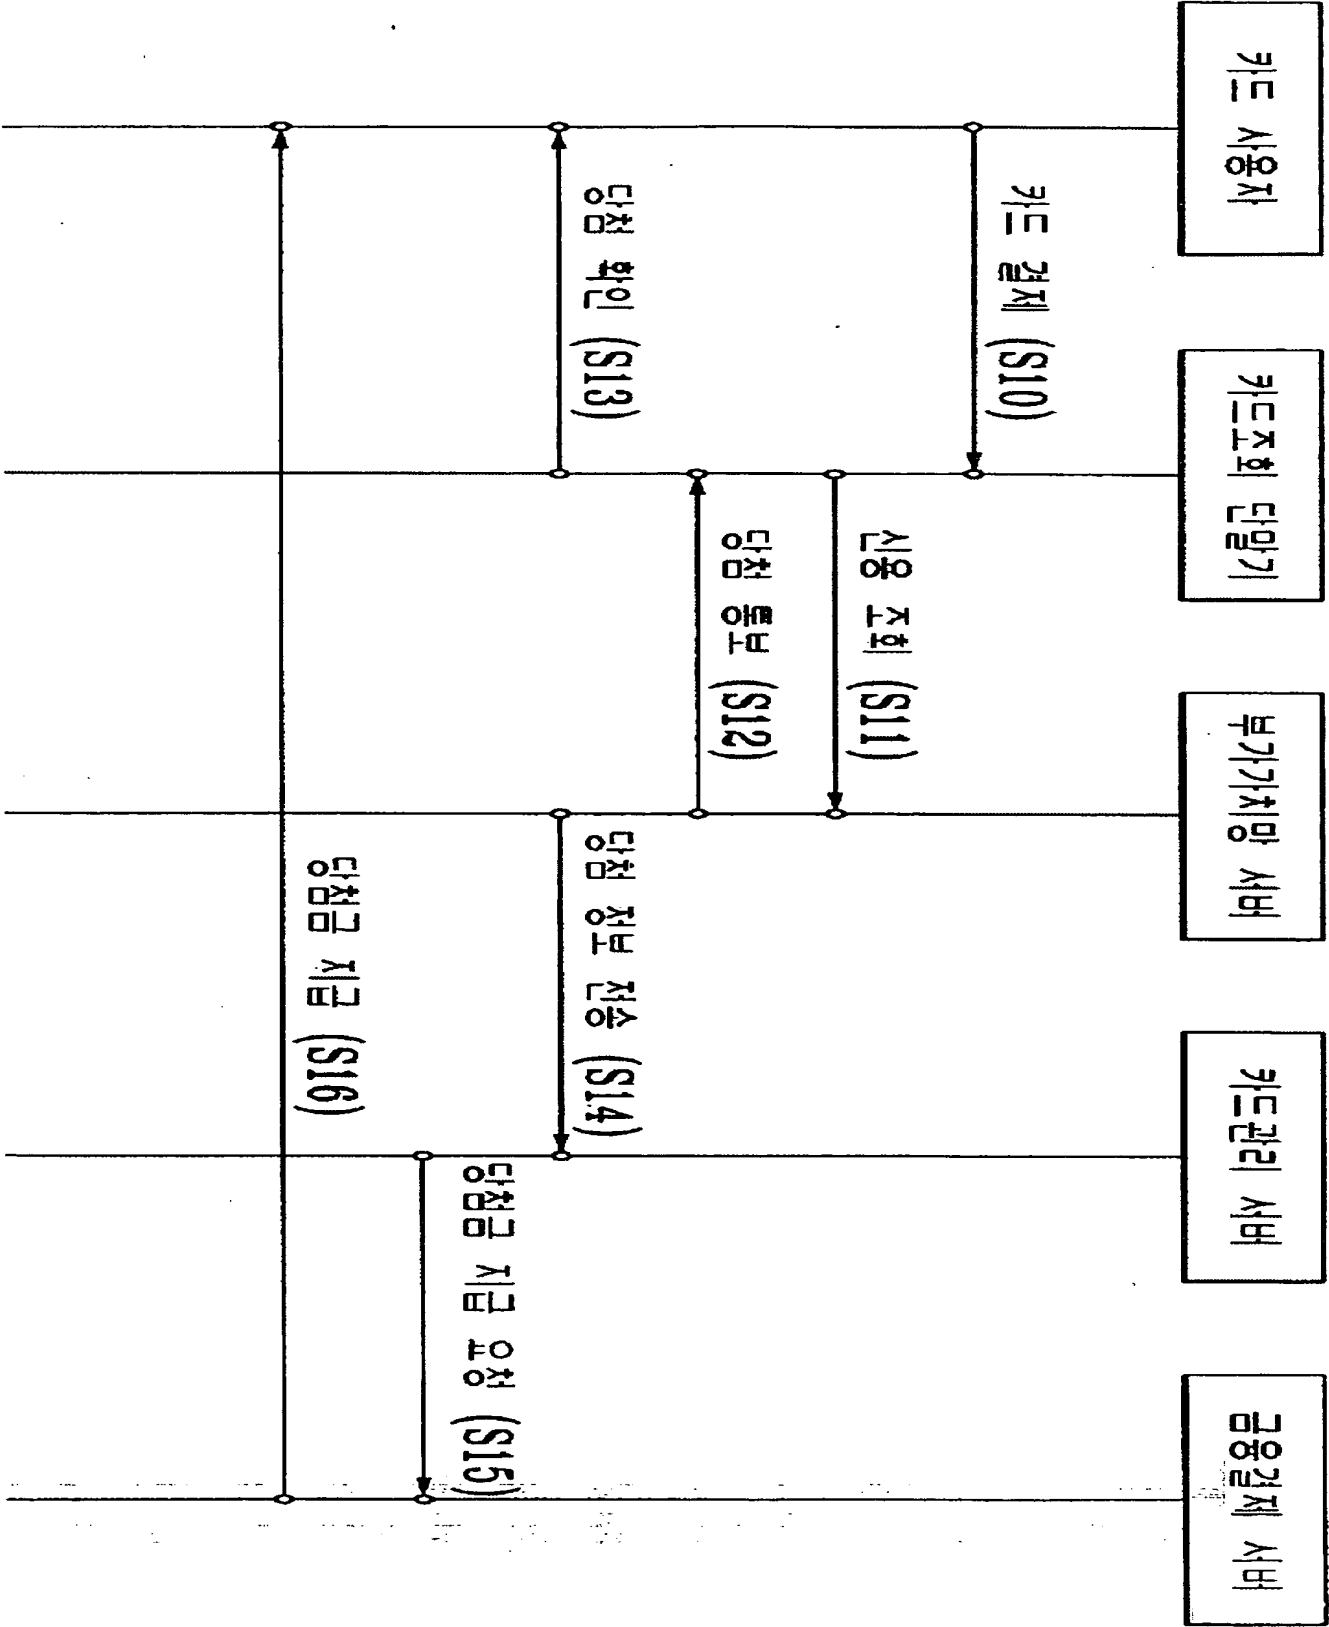 카드 사용자
카드조회 단말기
부가가치망 서버
카드관리 서버
금융결제 서버
카드 결제 (S10)
신용 조회 (S11)
당첨 통보 (S12)
당첨 확인 (S13)
당첨 정보 전송 (S14)
당첨금 지급 요청 (S15)
당첨금 지급 (S16)